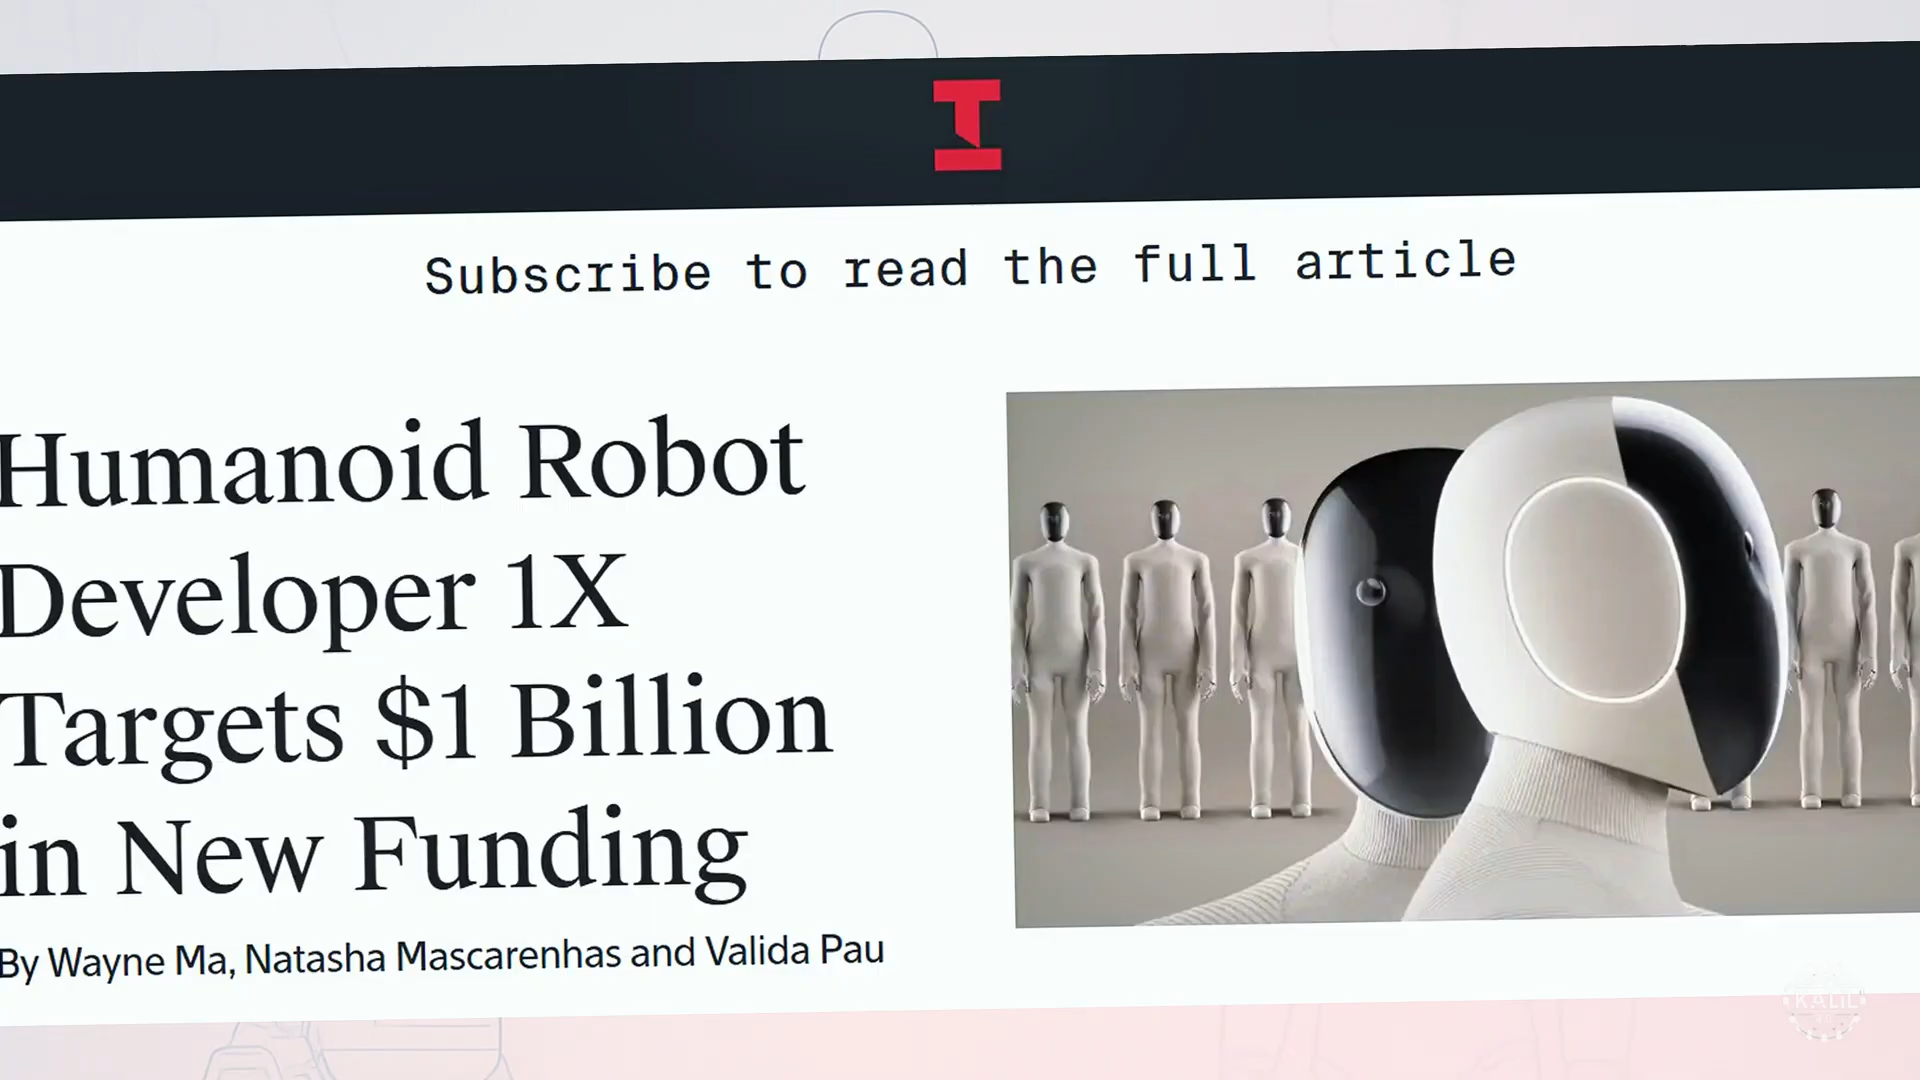 Subscribe to read the full article
Humanoid Robot
Developer 1X
Targets $1 Billion
in New Funding
By Wayne Ma, Natasha Mascarenhas and Valida Pau
KALIL